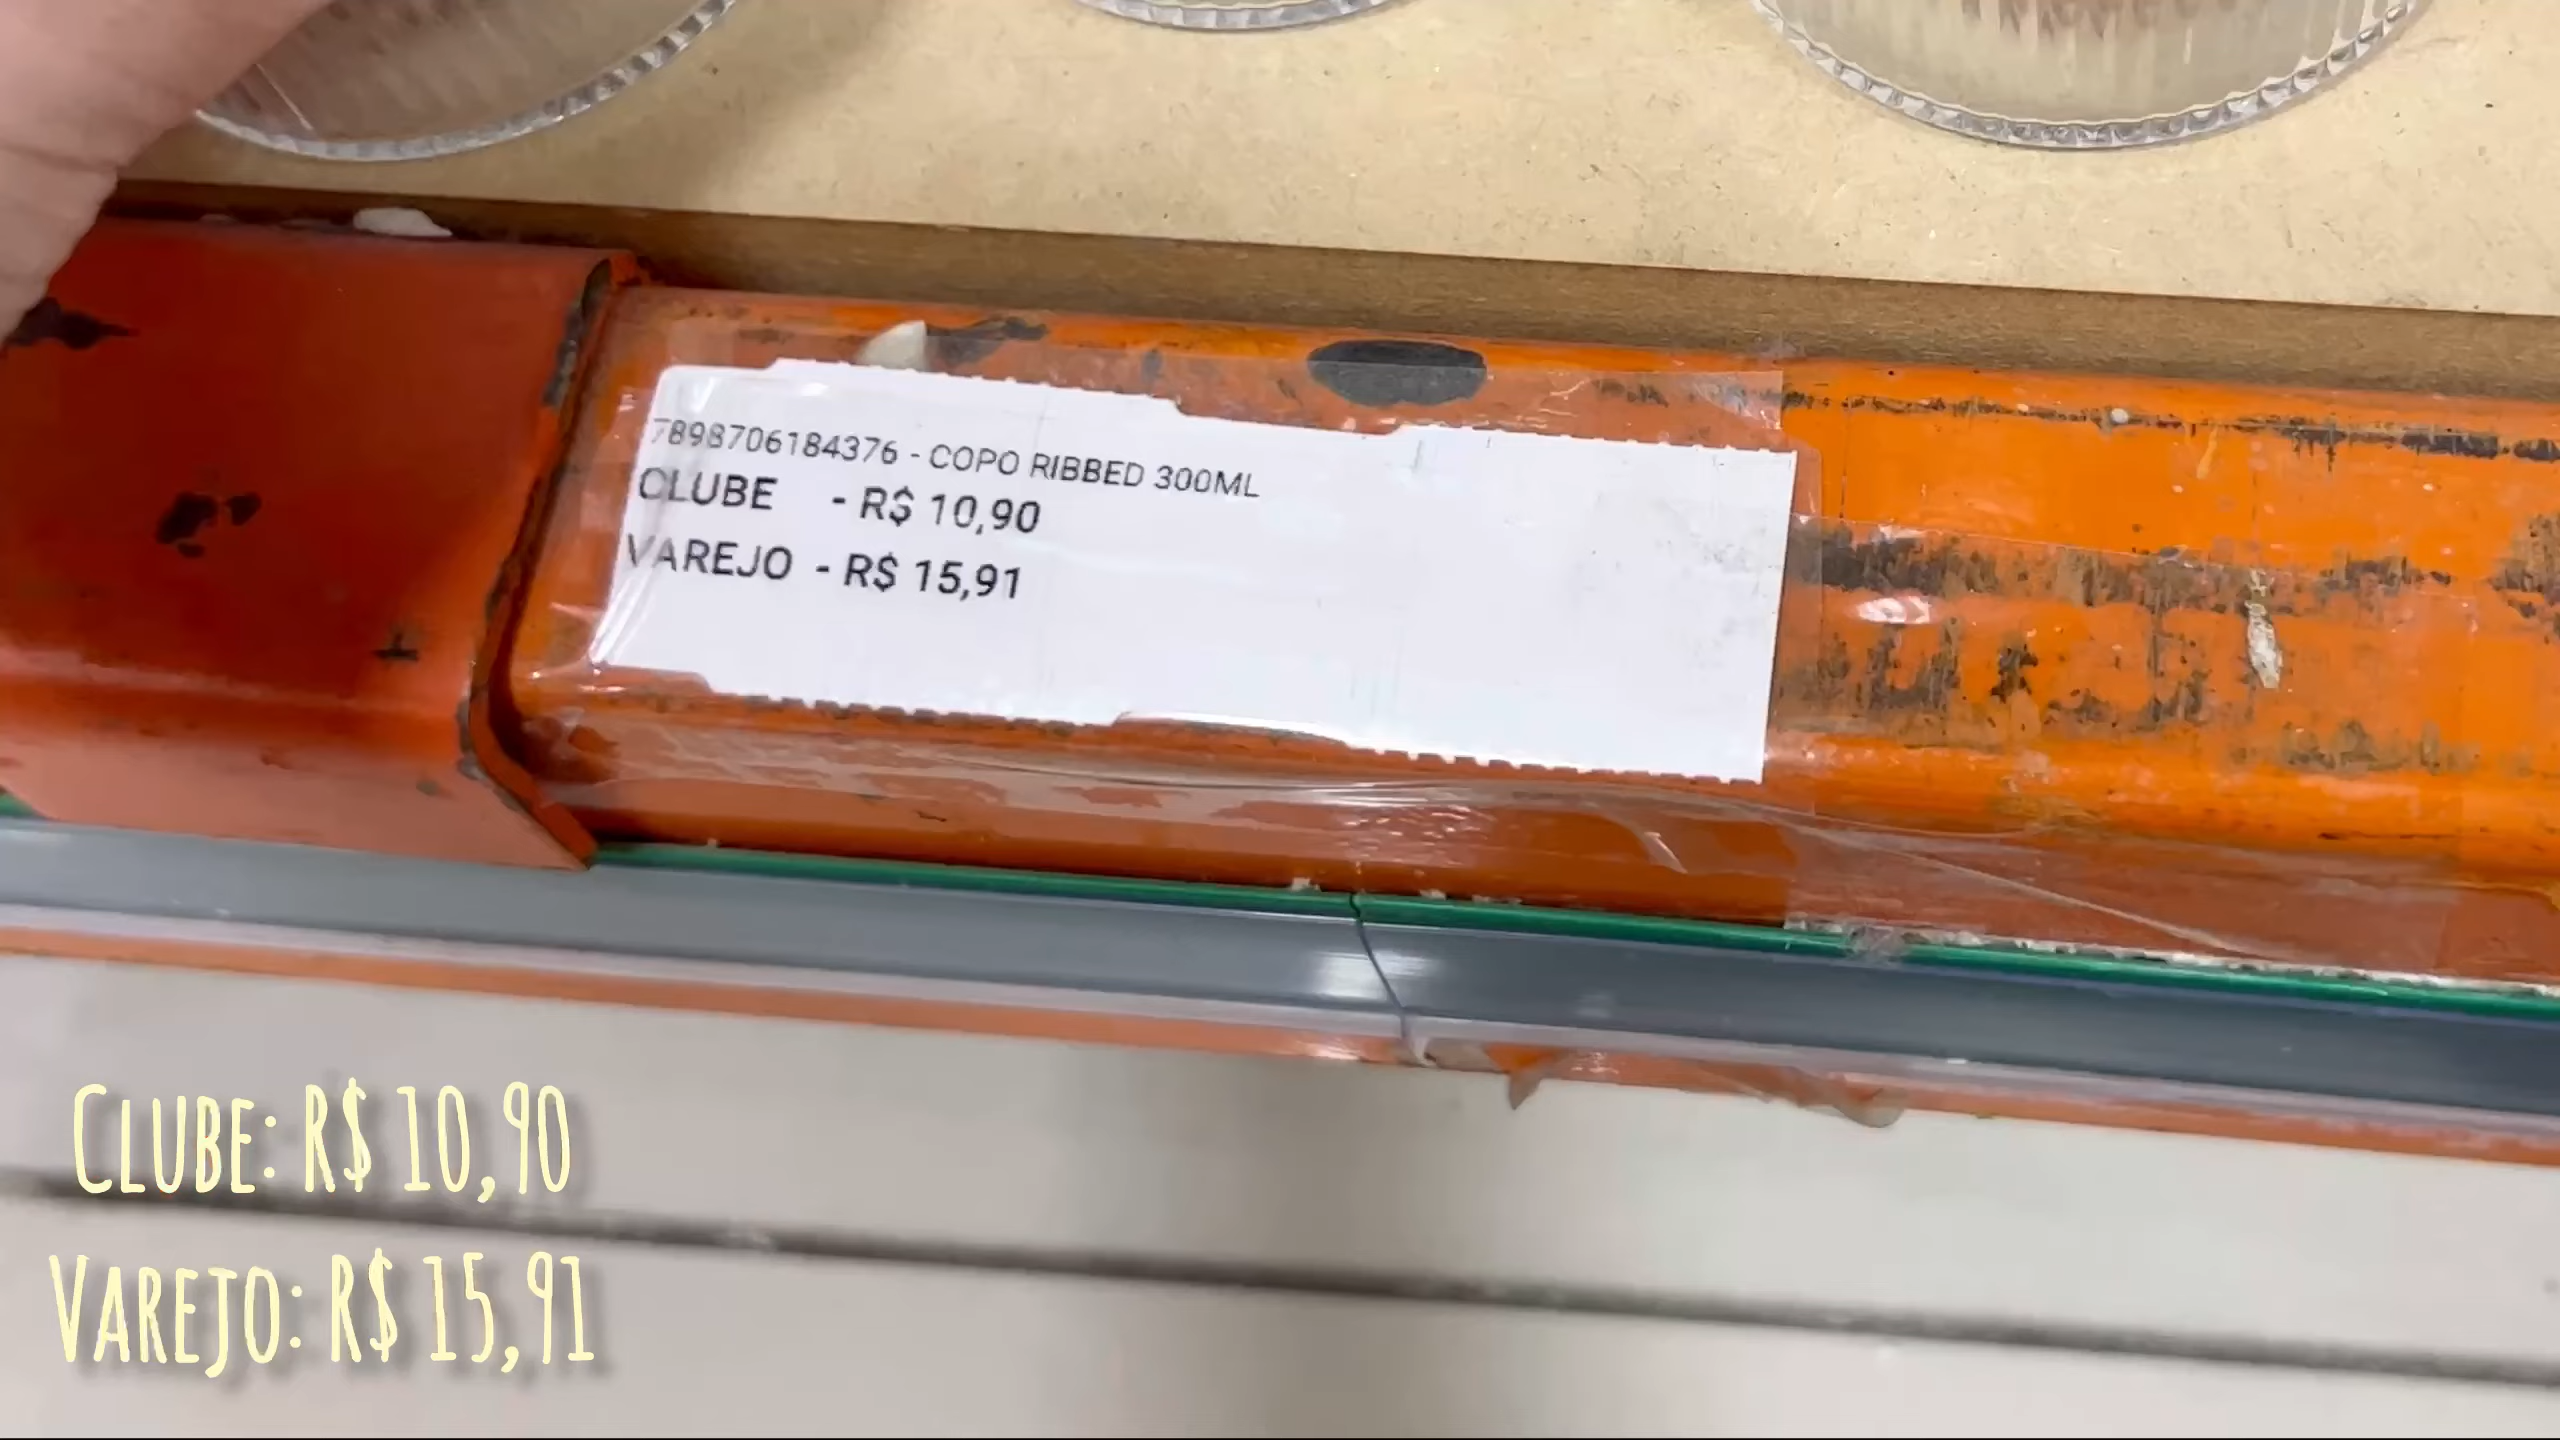 7898706184376 - COPO RIBBED 300ML
CLUBE - R$ 10,90
VAREJO - R$ 15,91
CLUBE: R$ 10,90
VAREJO: R$ 15,91